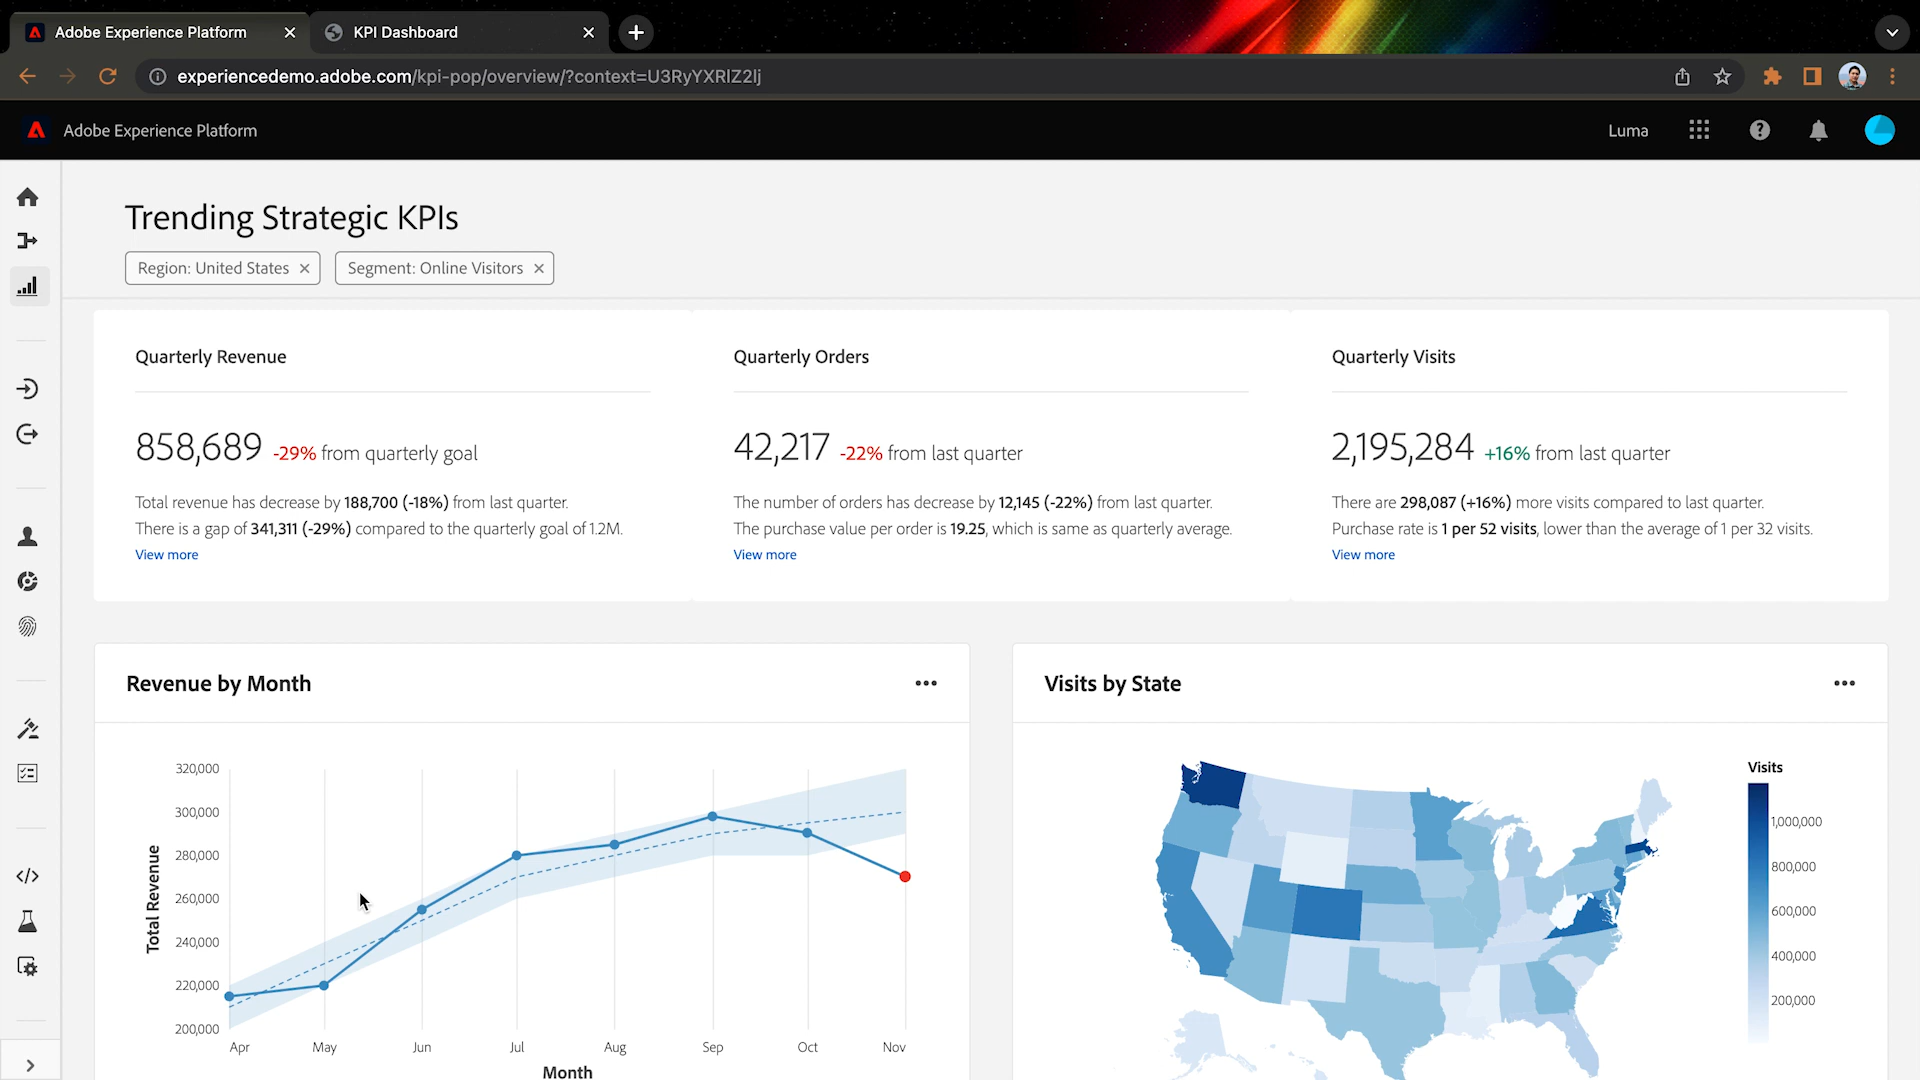 Adobe Experience Platform
KPI Dashboard
experiencedemo.adobe.com/kpi-pop/overview/?context=U3RyYXRlZ2lj
Adobe Experience Platform
Luma
Trending Strategic KPIs
Region: United States
Segment: Online Visitors
Quarterly Revenue
858,689 -29% from quarterly goal
Total revenue has decrease by 188,700 (-18%) from last quarter.
There is a gap of 341,311 (-29%) compared to the quarterly goal of 1.2M.
View more
Quarterly Orders
42,217 -22% from last quarter
The number of orders has decrease by 12,145 (-22%) from last quarter.
The purchase value per order is 19.25, which is same as quarterly average.
View more
Quarterly Visits
2,195,284 +16% from last quarter
There are 298,087 (+16%) more visits compared to last quarter.
Purchase rate is 1 per 52 visits, lower than the average of 1 per 32 visits.
View more
Revenue by Month
320,000
300,000
280,000
260,000
240,000
220,000
200,000
Total Revenue
Apr May Jun Jul Aug Sep Oct Nov
Month
Visits by State
Visits
1,000,000
800,000
600,000
400,000
200,000